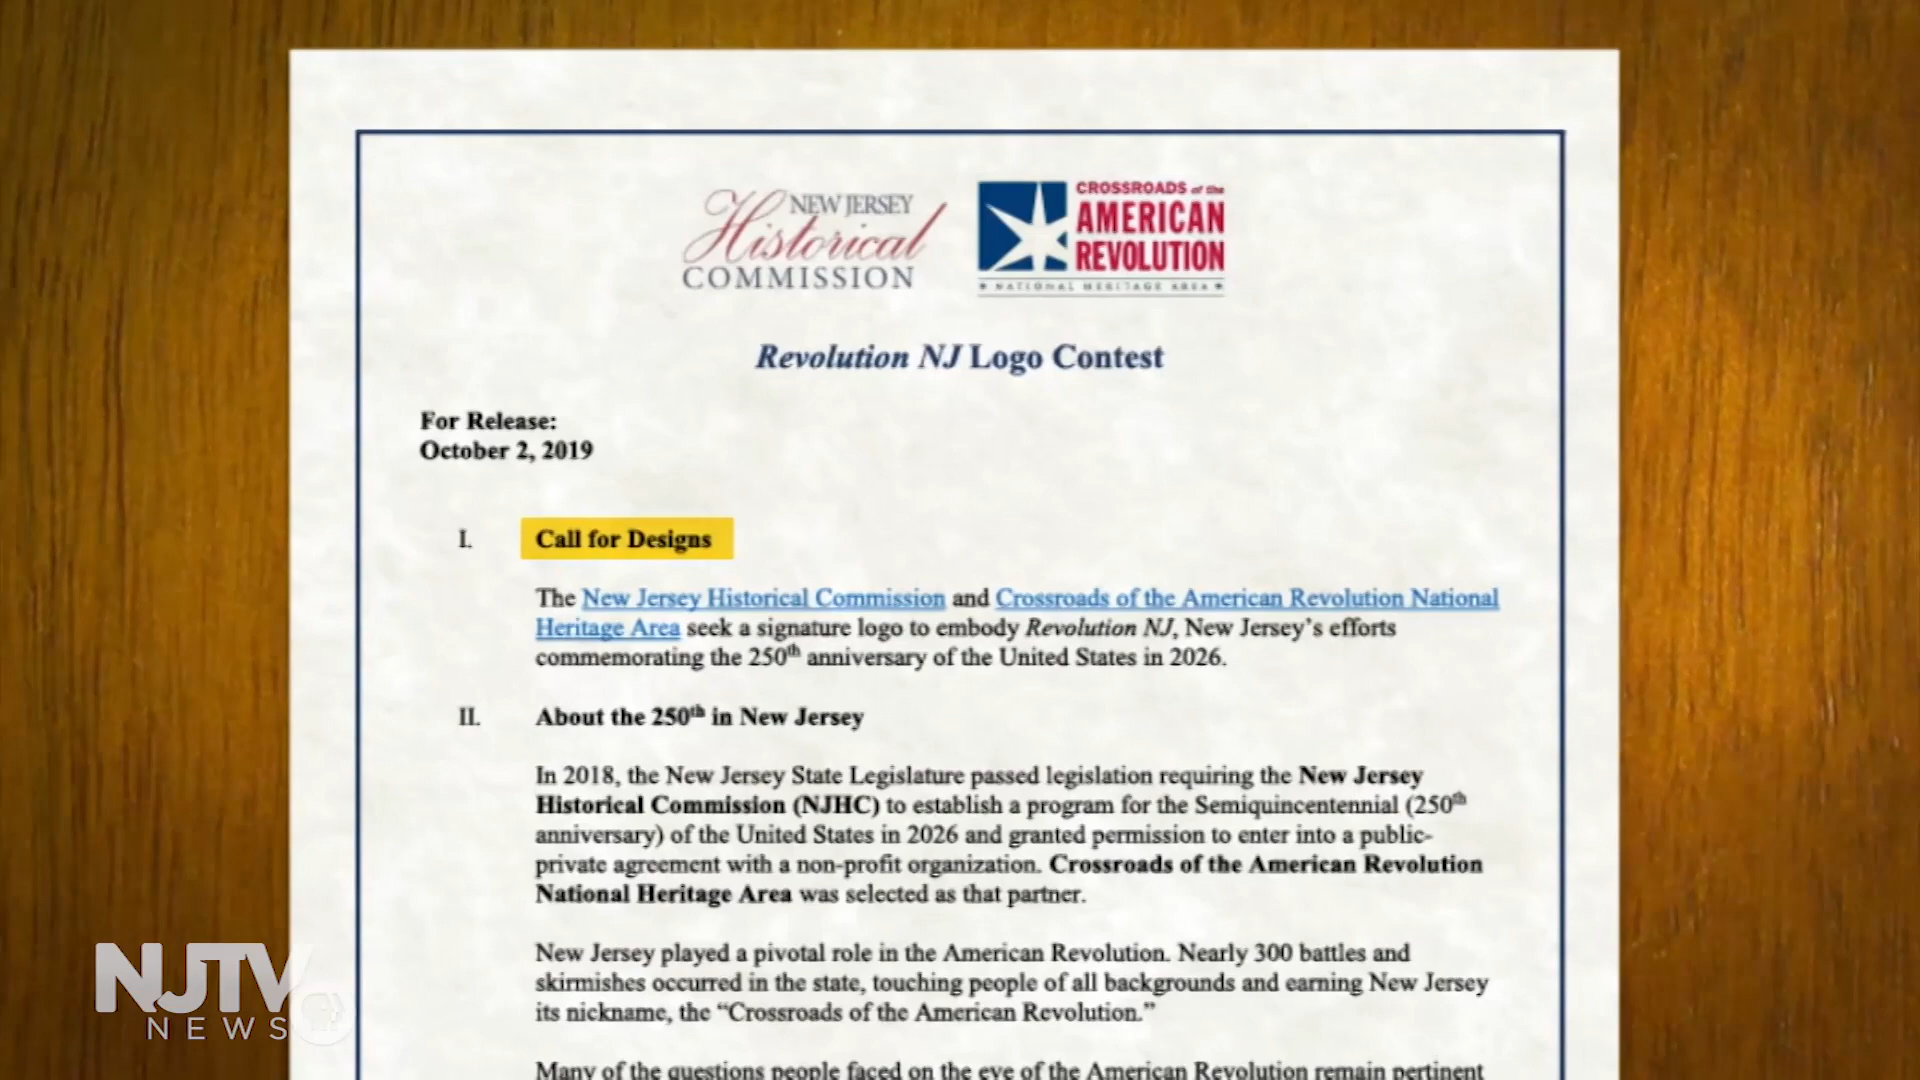 NEW JERSEY
Historical
COMMISSION
CROSSROADS of the
AMERICAN
REVOLUTION
NATIONAL HERITAGE AREA
Revolution NJ Logo Contest
For Release:
October 2, 2019
I. Call for Designs
The New Jersey Historical Commission and Crossroads of the American Revolution National
Heritage Area seek a signature logo to embody Revolution NJ, New Jersey’s efforts
commemorating the 250th anniversary of the United States in 2026.
II. About the 250th in New Jersey
In 2018, the New Jersey State Legislature passed legislation requiring the New Jersey
Historical Commission (NJHC) to establish a program for the Semiquincentennial (250th
anniversary) of the United States in 2026 and granted permission to enter into a public-
private agreement with a non-profit organization. Crossroads of the American Revolution
National Heritage Area was selected as that partner.
New Jersey played a pivotal role in the American Revolution. Nearly 300 battles and
skirmishes occurred in the state, touching people of all backgrounds and earning New Jersey
its nickname, the “Crossroads of the American Revolution.”
Many of the questions people faced on the eve of the American Revolution remain pertinent
NJTV
NEWS